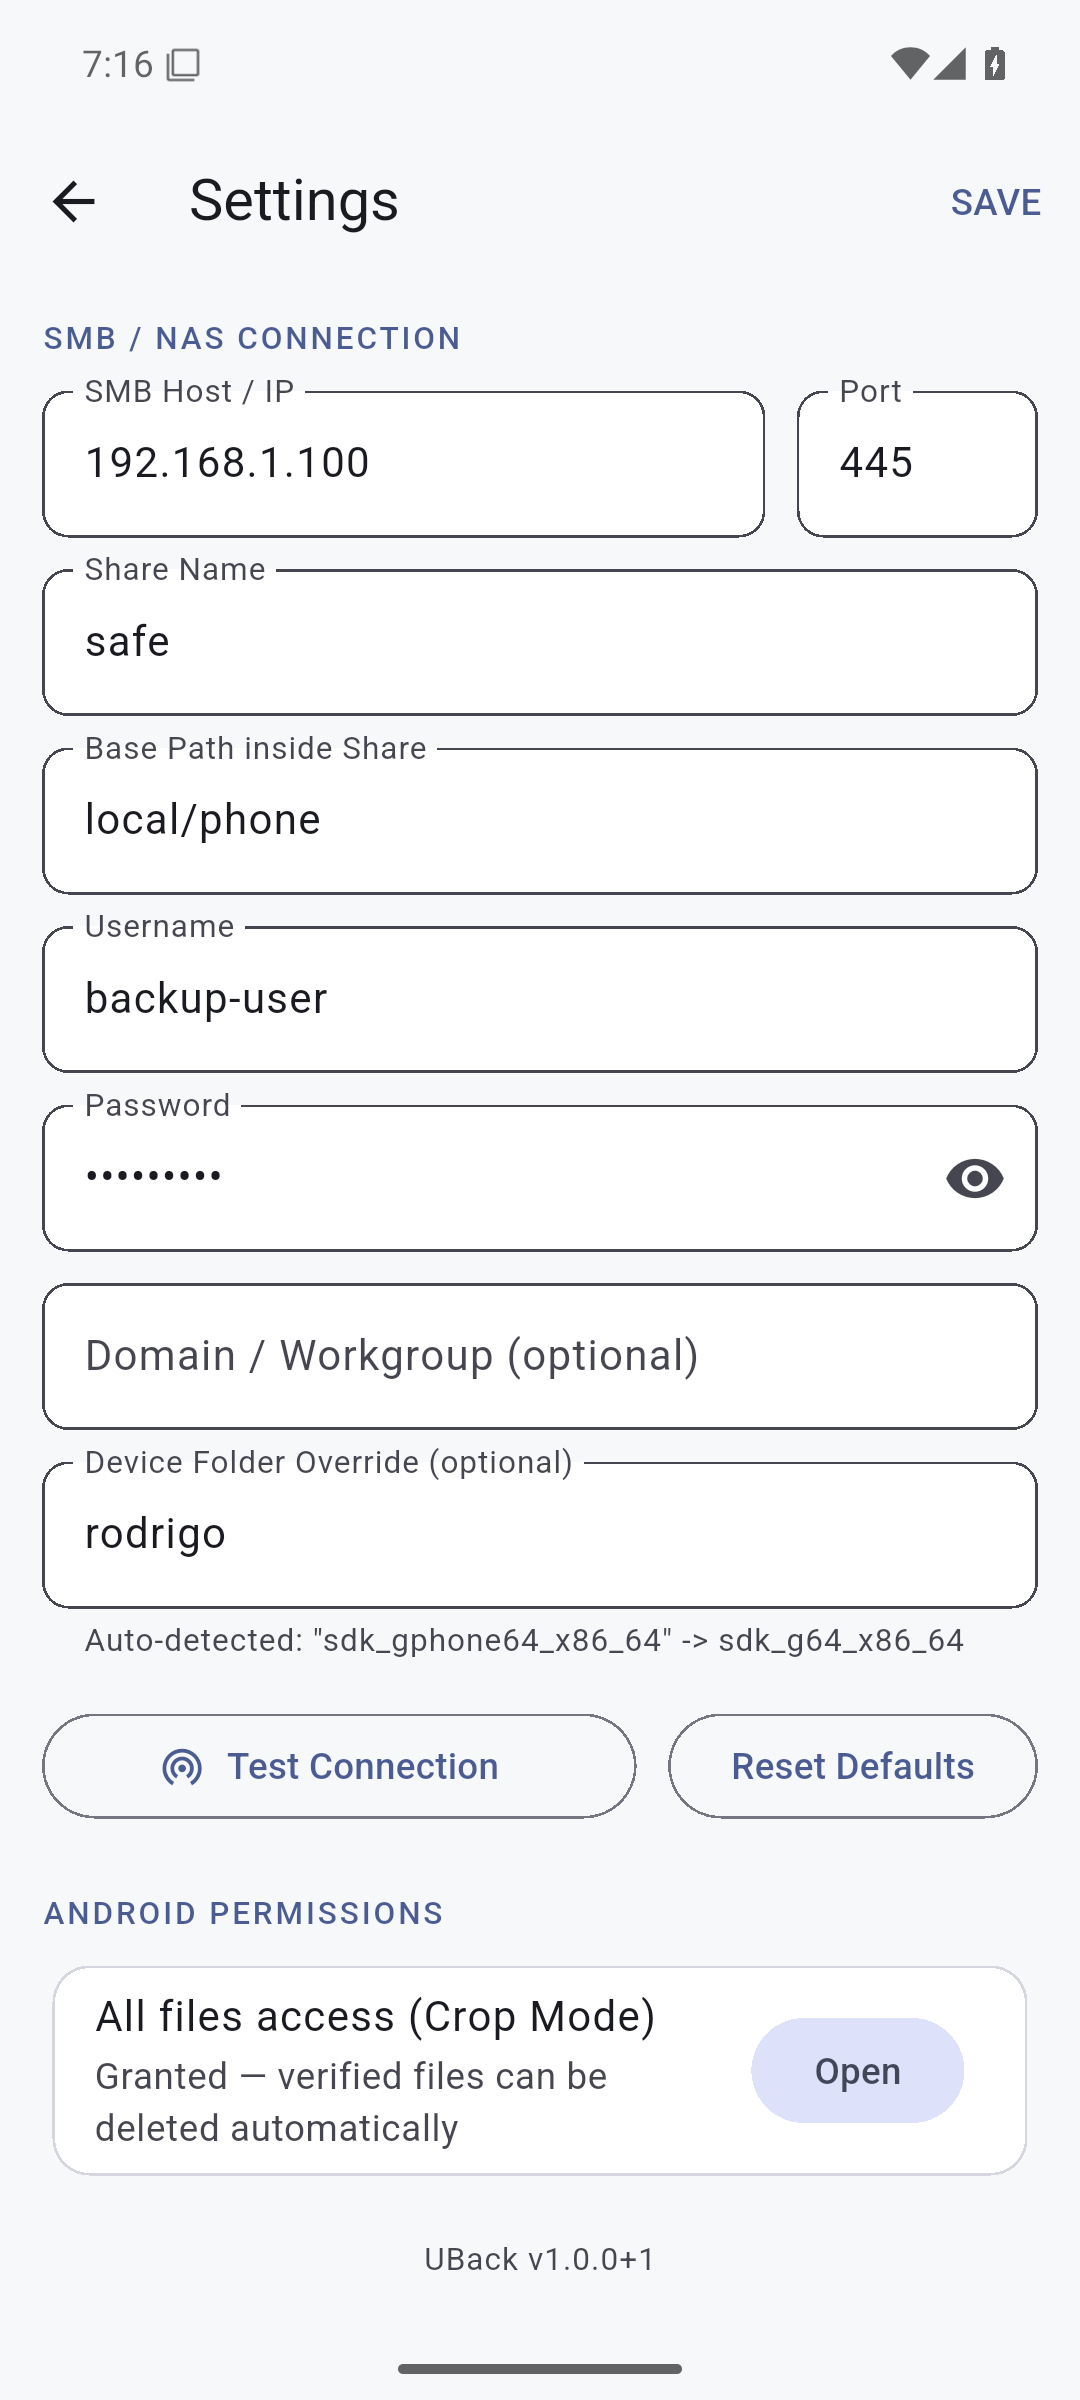 7:16
Settings
SAVE
SMB / NAS CONNECTION
SMB Host / IP
192.168.1.100
Port
445
Share Name
safe
Base Path inside Share
local/phone
Username
backup-user
Password
•••••••••
Domain / Workgroup (optional)
Device Folder Override (optional)
rodrigo
Auto-detected: "sdk_gphone64_x86_64" -> sdk_g64_x86_64
Test Connection
Reset Defaults
ANDROID PERMISSIONS
All files access (Crop Mode)
Granted — verified files can be
deleted automatically
Open
UBack v1.0.0+1